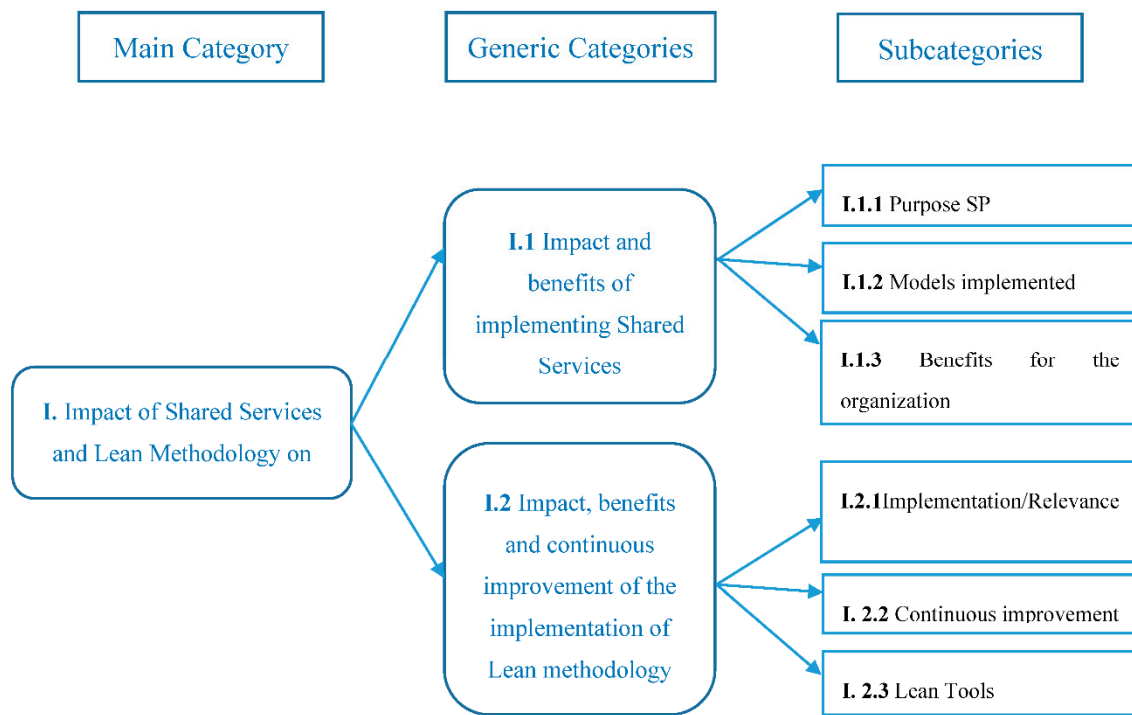 Main Category
Generic Categories
Subcategories
I. Impact of Shared Services
and Lean Methodology on
I.1 Impact and
benefits of
implementing Shared
Services
I.2 Impact, benefits
and continuous
improvement of the
implementation of
Lean methodology
I.1.1 Purpose SP
I.1.2 Models implemented
I.1.3 Benefits for the
organization
I.2.1Implementation/Relevance
I. 2.2 Continuous improvement
I. 2.3 Lean Tools